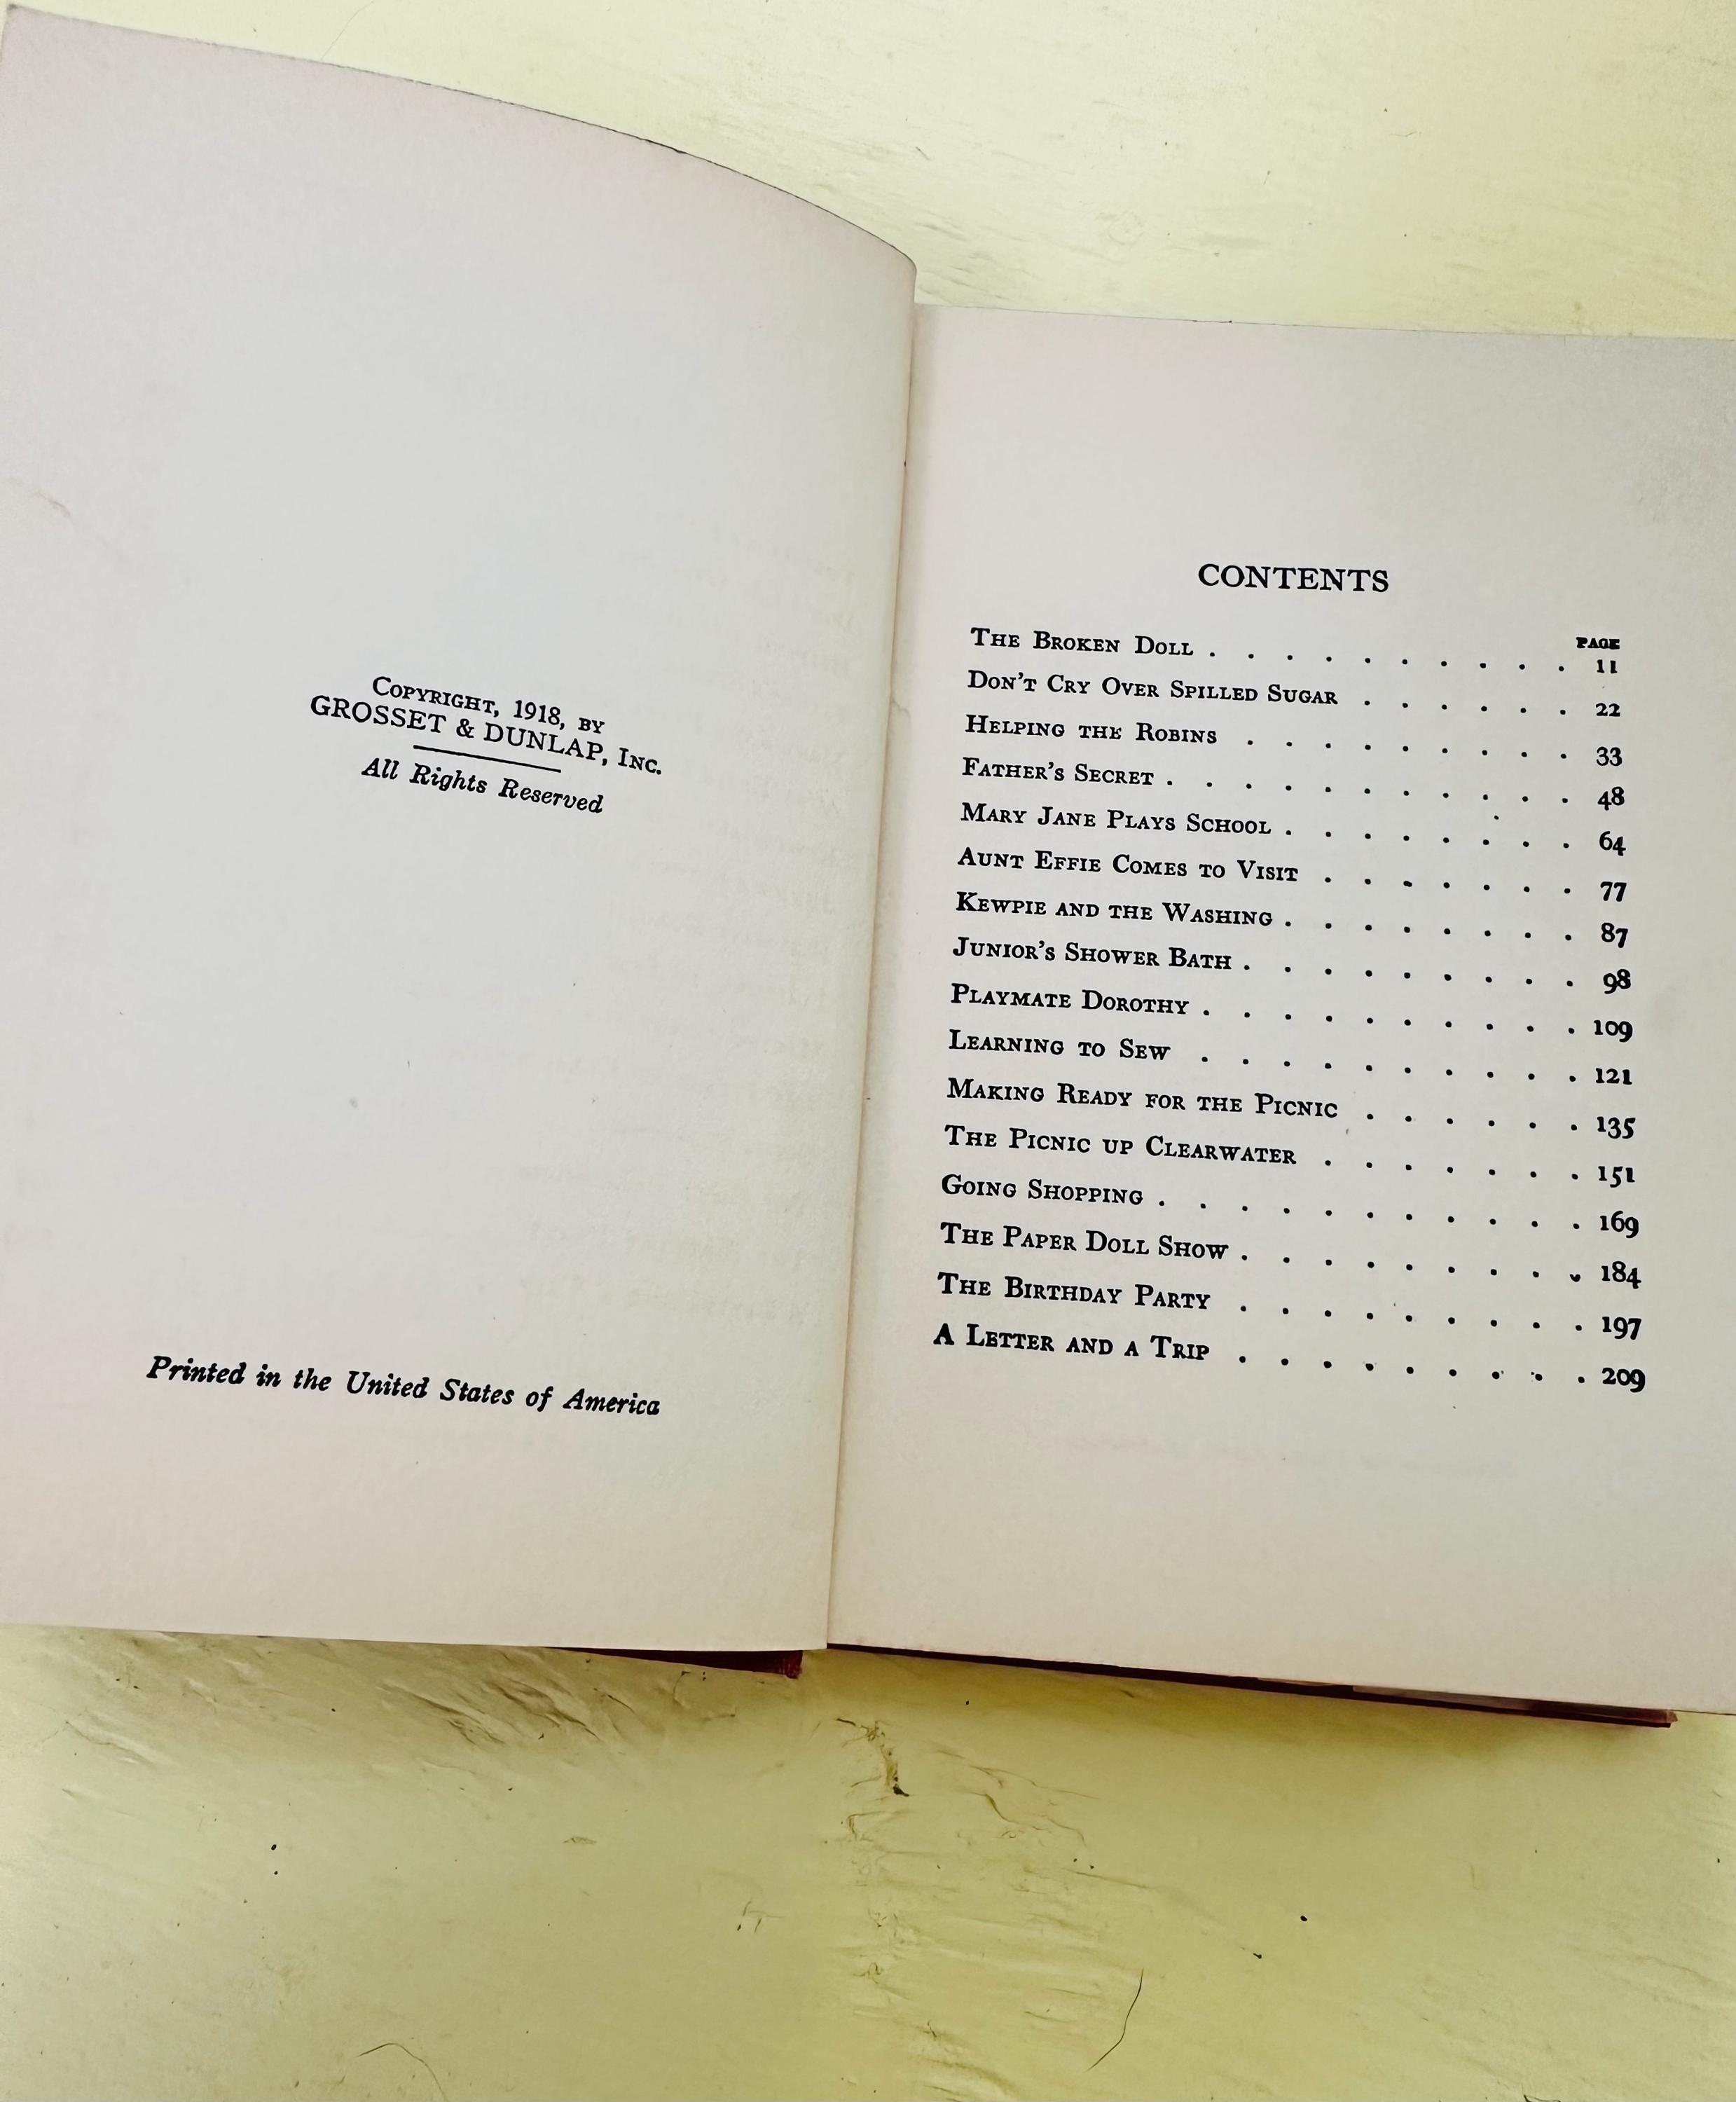 COPYRIGHT, 1918, BY
GROSSET & DUNLAP, INC.
All Rights Reserved
Printed in the United States of America
CONTENTS
PAGE
THE BROKEN DOLL . . . . . . . . . . 11
DON'T CRY OVER SPILLED SUGAR . . . . . . 22
HELPING THE ROBINS . . . . . . . . . 33
FATHER'S SECRET . . . . . . . . . . . 48
MARY JANE PLAYS SCHOOL . . . . . . . . 64
AUNT EFFIE COMES TO VISIT . . . . . . . 77
KEWPIE AND THE WASHING . . . . . . . . 87
JUNIOR'S SHOWER BATH . . . . . . . . . 98
PLAYMATE DOROTHY . . . . . . . . . . 109
LEARNING TO SEW . . . . . . . . . . 121
MAKING READY FOR THE PICNIC . . . . . . 135
THE PICNIC UP CLEARWATER . . . . . . . 151
GOING SHOPPING . . . . . . . . . . . 169
THE PAPER DOLL SHOW . . . . . . . . . 184
THE BIRTHDAY PARTY . . . . . . . . . 197
A LETTER AND A TRIP . . . . . . . . . 209